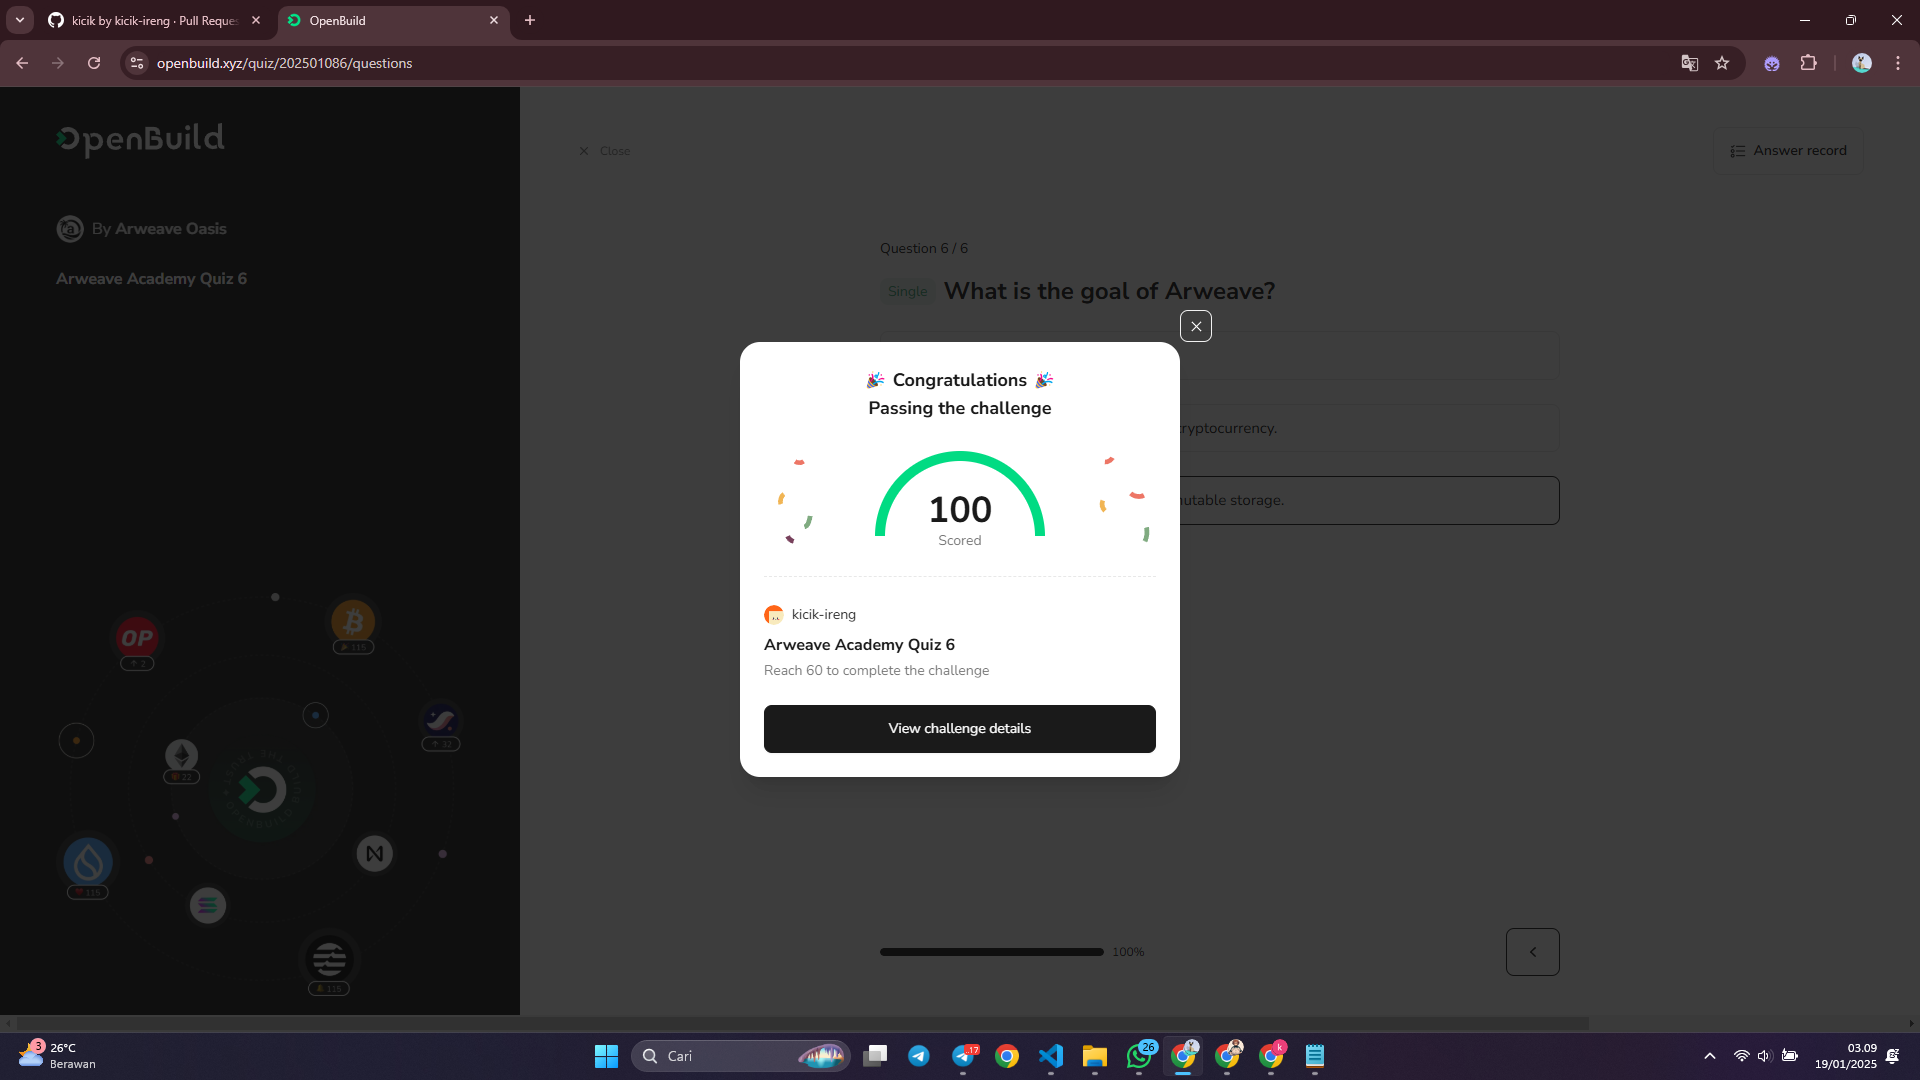 kicik by kicik-ireng · Pull Reques
OpenBuild
openbuild.xyz/quiz/202501086/questions
OpenBuild
Close
Answer record
By Arweave Oasis
Question 6 / 6
Arweave Academy Quiz 6
Single
What is the goal of Arweave?
Congratulations
Passing the challenge
cryptocurrency.
100
Scored
utable storage.
kicik-ireng
Arweave Academy Quiz 6
Reach 60 to complete the challenge
View challenge details
OP
2
115
32
22
115
115
100%
3
26°C
Berawan
Cari
17
26
k
03.09
19/01/2025